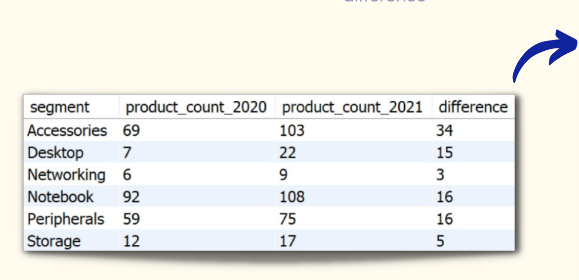 difference
segment product_count_2020 product_count_2021 difference
Accessories 69 103 34
Desktop 7 22 15
Networking 6 9 3
Notebook 92 108 16
Peripherals 59 75 16
Storage 12 17 5